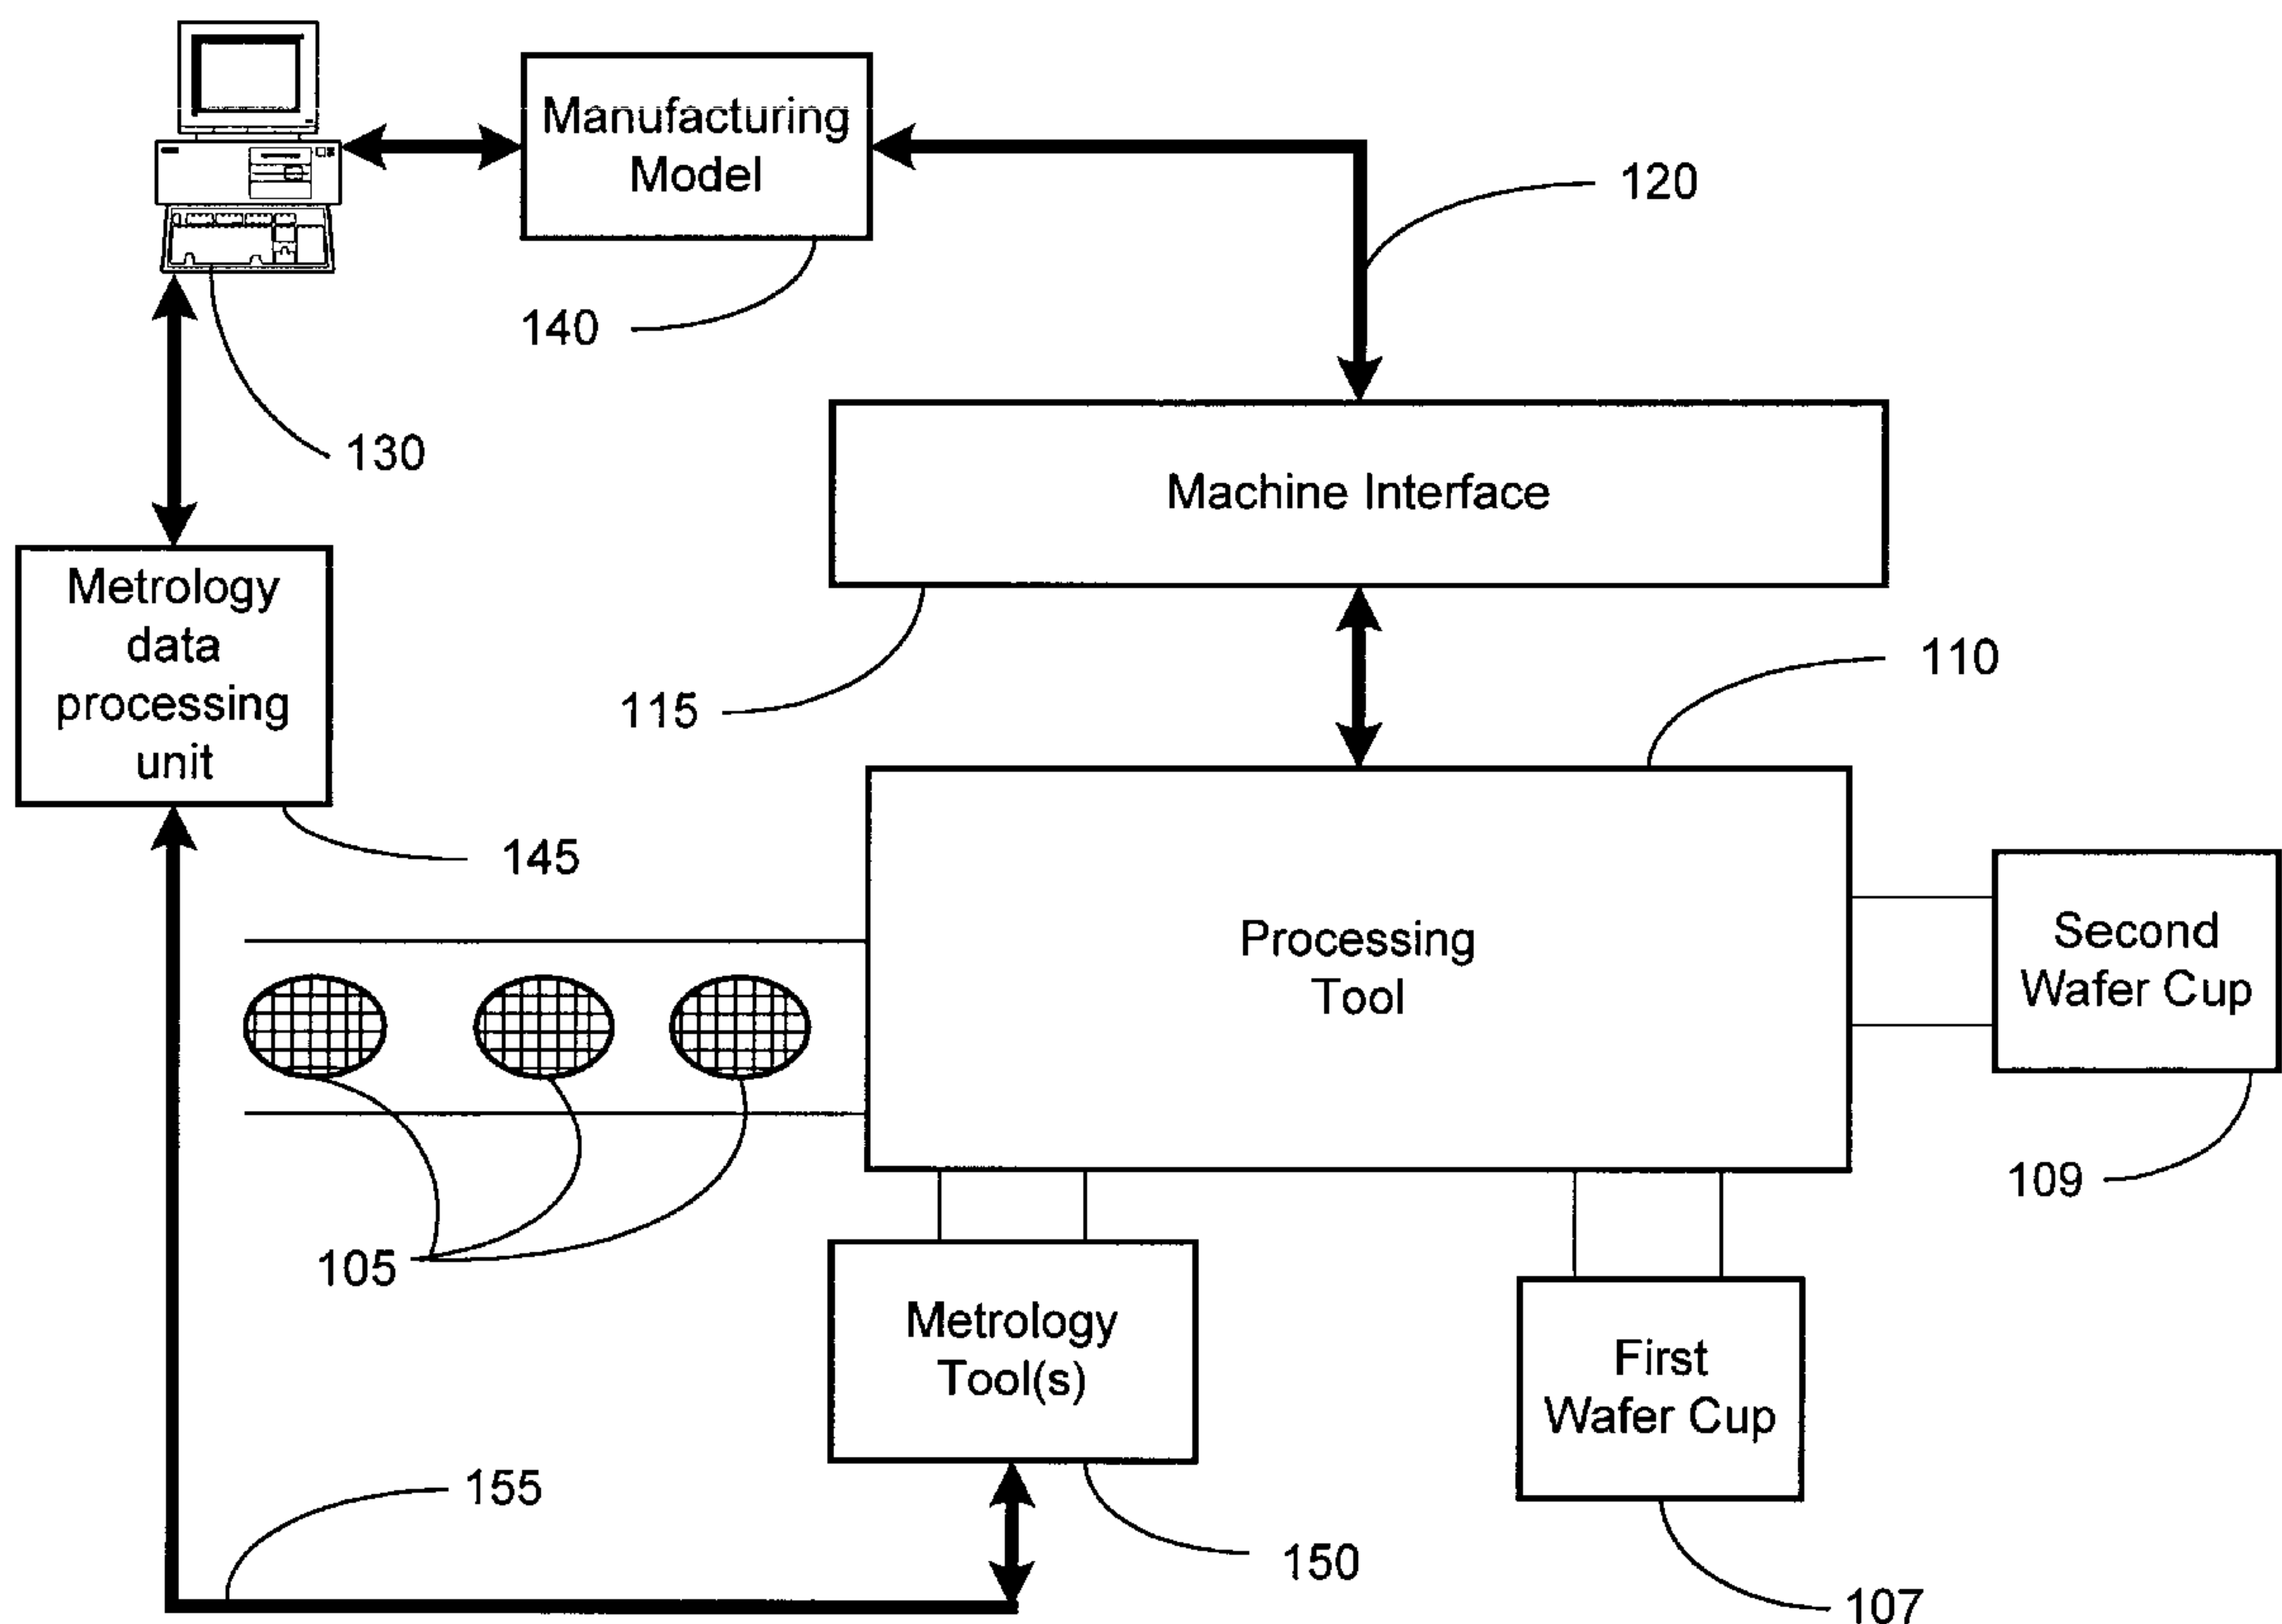 Manufacturing
Model
120
140
130
Machine Interface
Metrology
data
processing
unit
110
115
145
Processing
Tool
Second
Wafer Cup
109
105
Metrology
Tool(s)
First
Wafer Cup
155
150
107